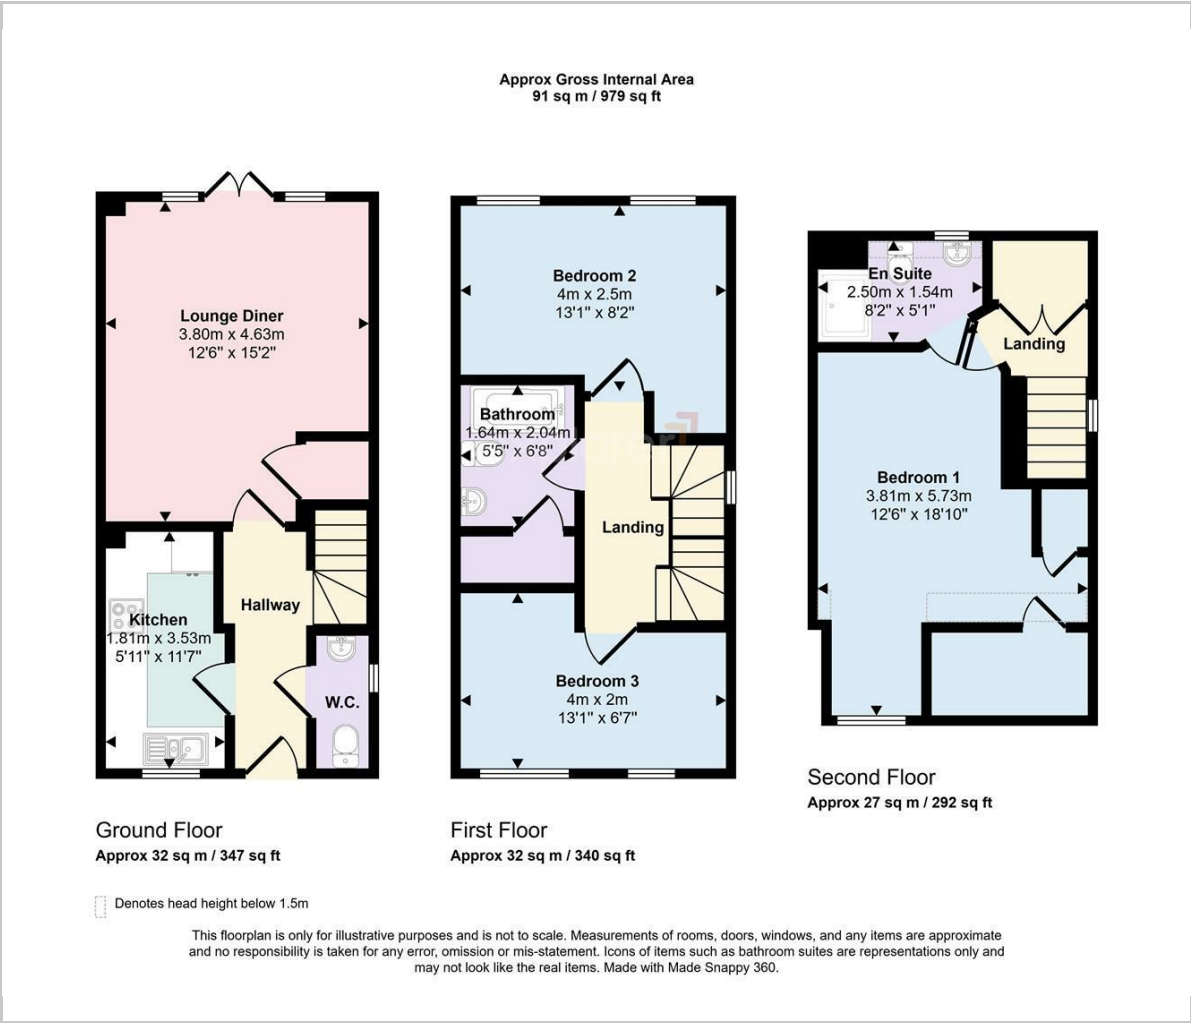 Approx Gross Internal Area
91 sq m / 979 sq ft
Lounge Diner
3.80m x 4.63m
12'6" x 15'2"
Kitchen
1.81m x 3.53m
5'11" x 11'7"
Hallway
W.C.
Ground Floor
Approx 32 sq m / 347 sq ft
Bedroom 2
4m x 2.5m
13'1" x 8'2"
Bathroom
1.64m x 2.04m
5'5" x 6'8"
Landing
Bedroom 3
4m x 2m
13'1" x 6'7"
First Floor
Approx 32 sq m / 340 sq ft
En Suite
2.50m x 1.54m
8'2" x 5'1"
Landing
Bedroom 1
3.81m x 5.73m
12'6" x 18'10"
Second Floor
Approx 27 sq m / 292 sq ft
Denotes head height below 1.5m
This floorplan is only for illustrative purposes and is not to scale. Measurements of rooms, doors, windows, and any items are approximate
and no responsibility is taken for any error, omission or mis-statement. Icons of items such as bathroom suites are representations only and
may not look like the real items. Made with Made Snappy 360.